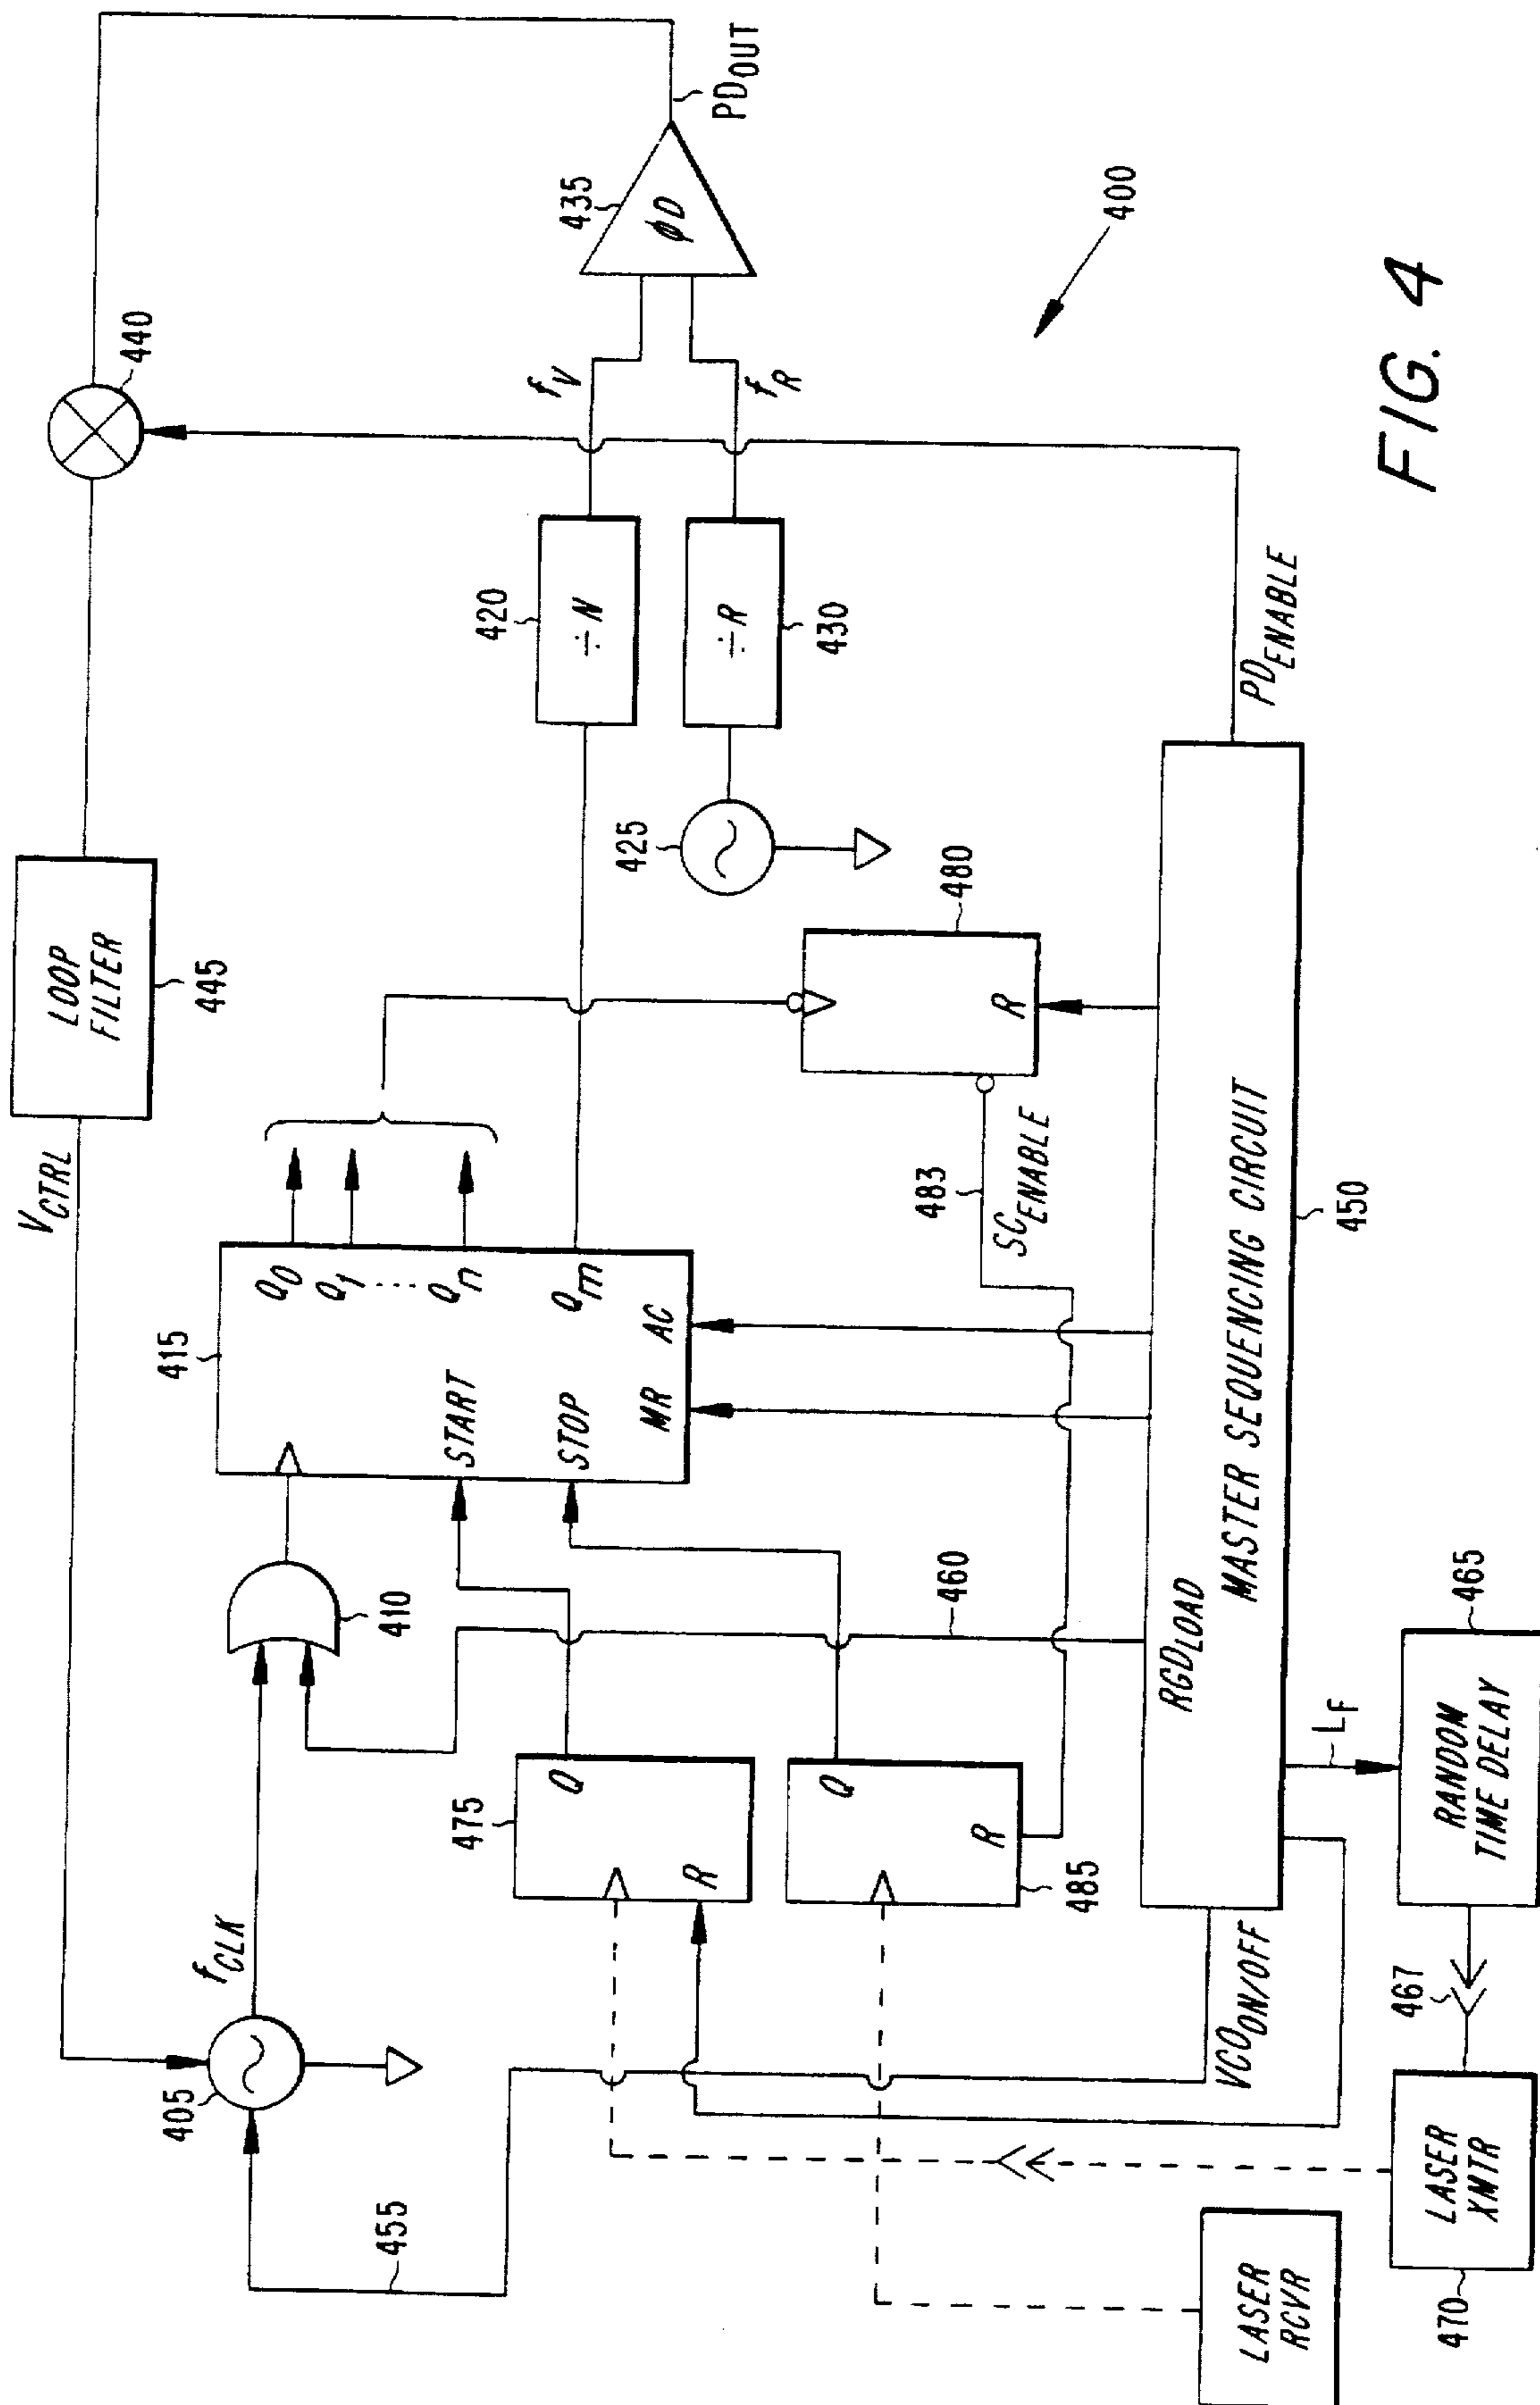 V_CTRL
LOOP
FILTER
445
440
PD_OUT
405
f_CLK
410
415
START
STOP
MR
AC
Q_0
Q_1
.....
Q_n
Q_m
420
÷N
f_V
435
φD
425
430
÷R
f_R
400
455
475
Q
R
485
Q
R
460
483
SC_ENABLE
480
R
PD_ENABLE
VCO_ON/OFF
RGD_LOAD
MASTER SEQUENCING CIRCUIT
450
L_F
LASER
RCVR
LASER
XMTR
470
467
RANDOM
TIME DELAY
465
FIG. 4